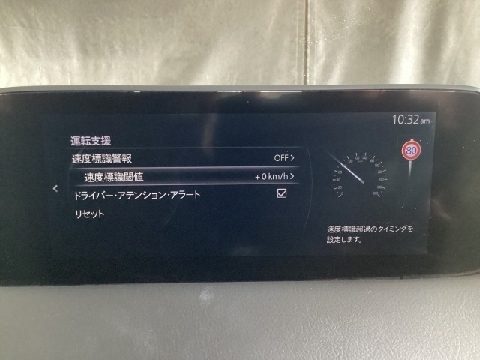 10:32 am
運転支援
速度標識警報 OFF >
速度標識閾値 +0 km/h >
ドライバー・アテンション・アラート
リセット
80
速度標識超過のタイミングを
設定します。